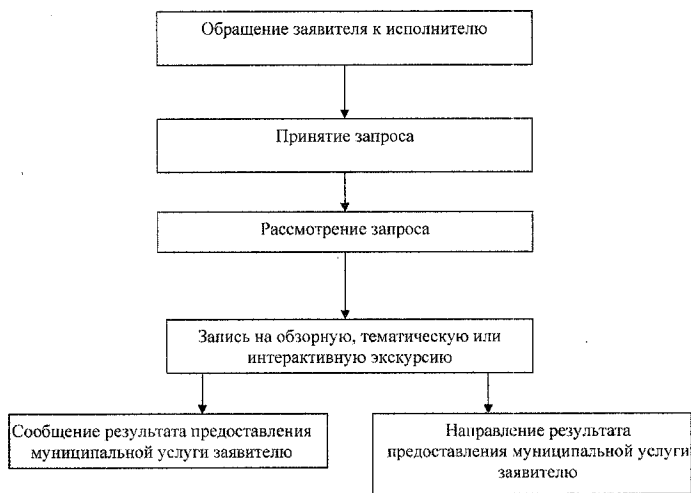 Обращение заявителя к исполнителю
Принятие запроса
Рассмотрение запроса
Запись на обзорную, тематическую или
интерактивную экскурсию
Сообщение результата предоставления
муниципальной услуги заявителю
Направление результата
предоставления муниципальной услуги
заявителю